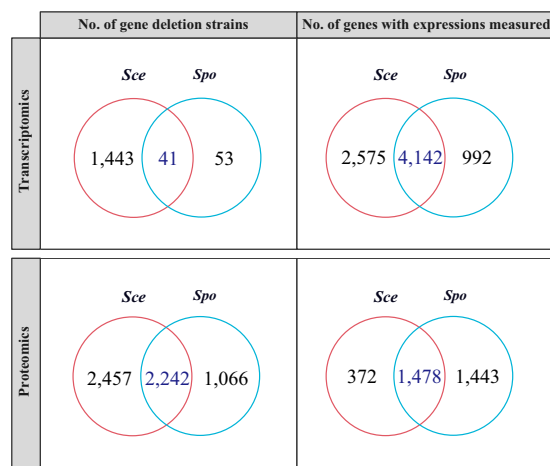 No. of gene deletion strains
No. of genes with expressions measured
Transcriptomics
Sce Spo
1,443 41 53
Sce Spo
2,575 4,142 992
Proteomics
Sce Spo
2,457 2,242 1,066
Sce Spo
372 1,478 1,443